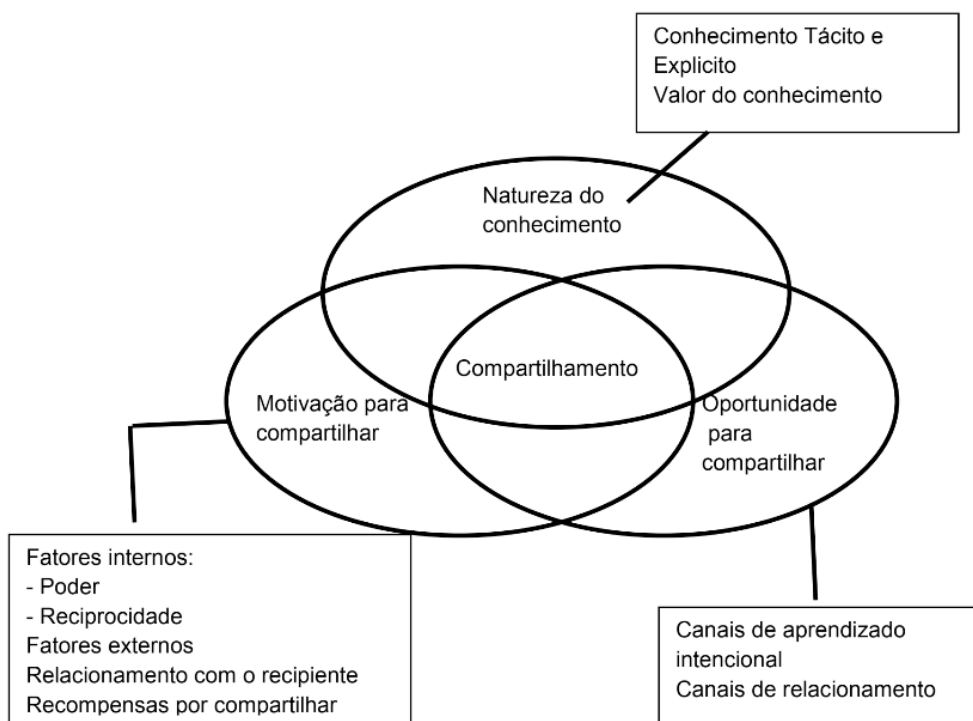 Conhecimento Tácito e
Explicito
Valor do conhecimento
Natureza do
conhecimento
Compartilhamento
Motivação para
compartilhar
Oportunidade
para
compartilhar
Fatores internos:
- Poder
- Reciprocidade
Fatores externos
Relacionamento com o recipiente
Recompensas por compartilhar
Canais de aprendizado
intencional
Canais de relacionamento